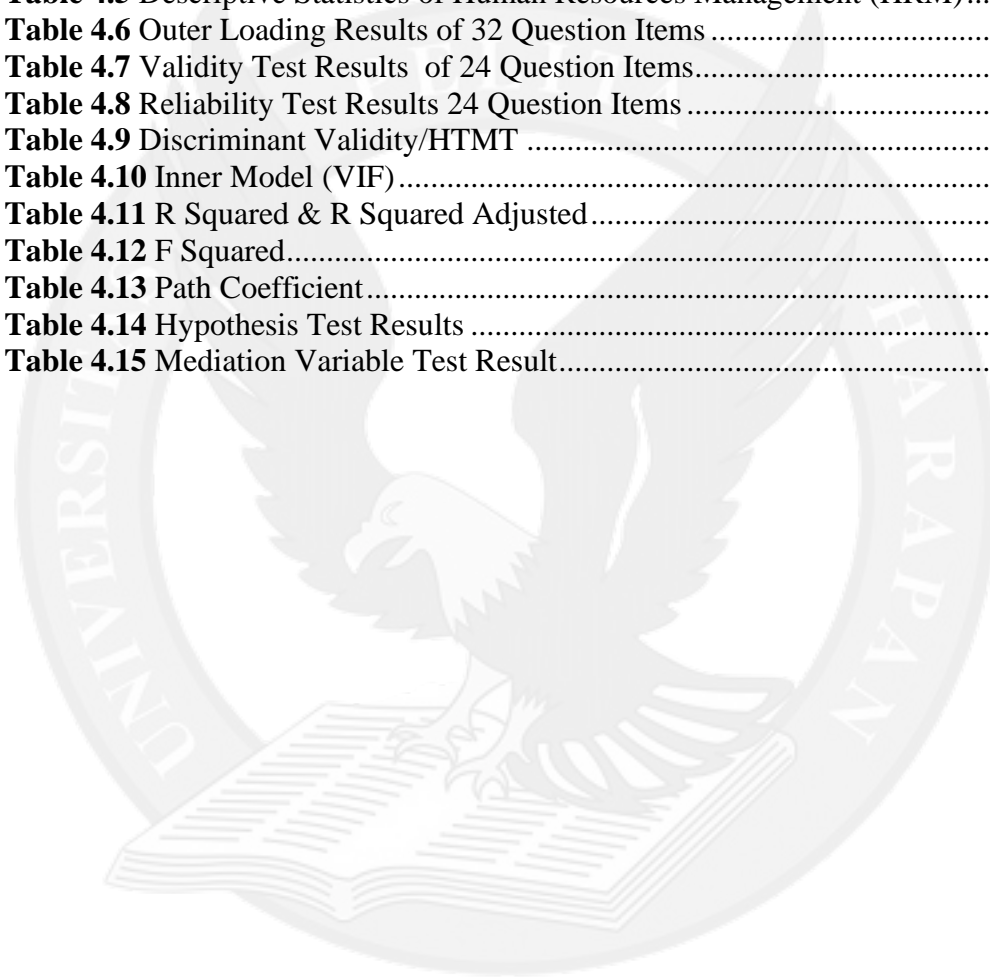 Table 4.5 Descriptive Statistics of Human Resources Management (HRM)...
Table 4.6 Outer Loading Results of 32 Question Items ..............................
Table 4.7 Validity Test Results  of 24 Question Items................................
Table 4.8 Reliability Test Results 24 Question Items ................................
Table 4.9 Discriminant Validity/HTMT ....................................................
Table 4.10 Inner Model (VIF)....................................................................
Table 4.11 R Squared & R Squared Adjusted............................................
Table 4.12 F Squared.................................................................................
Table 4.13 Path Coefficient........................................................................
Table 4.14 Hypothesis Test Results ...........................................................
Table 4.15 Mediation Variable Test Result.................................................
UNIVERSITAS PELITA HARAPAN